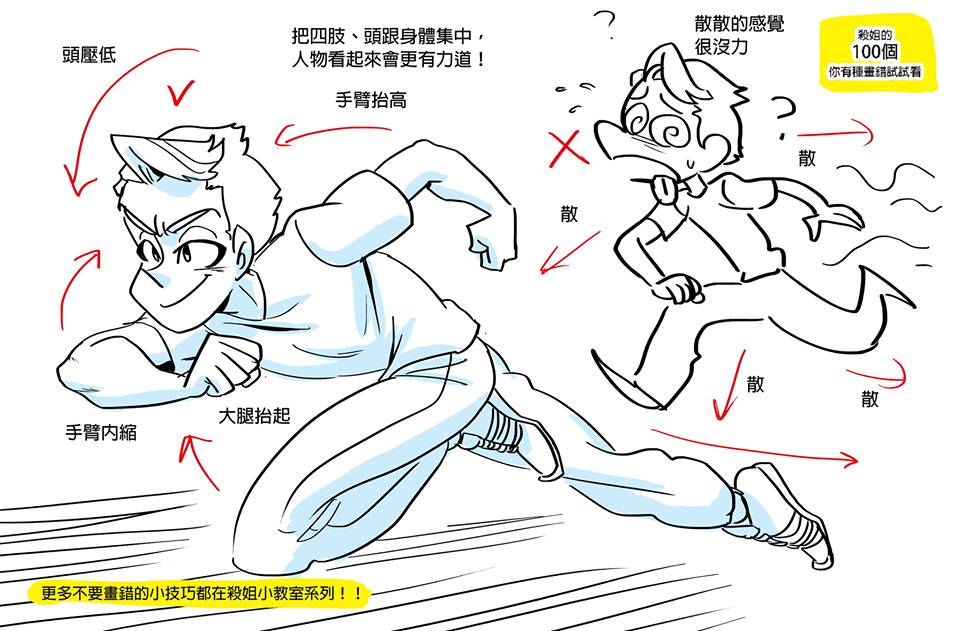 頭壓低
把四肢、頭跟身體集中，
人物看起來會更有力道！
手臂抬高
散散的感覺
很沒力
殺姐的
100個
你有種畫錯試試看
?
?
散
散
手臂内縮
大腿抬起
散
散
更多不要畫錯的小技巧都在殺姐小教室系列！！